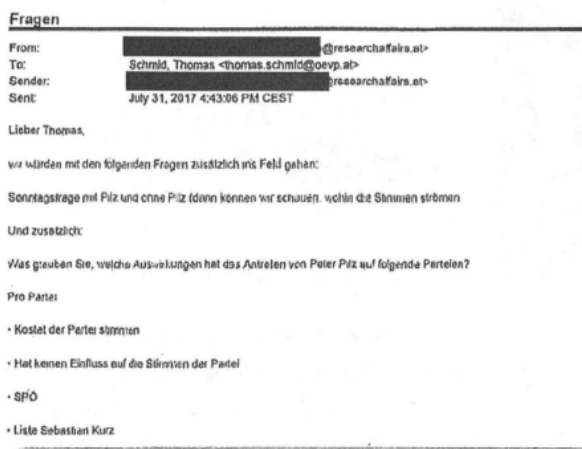 Fragen
From: @researchaffairs.at>
To: Schmid, Thomas <thomas.schmid@oevp.at>
Sender: @researchaffairs.at>
Sent: July 31, 2017 4:43:06 PM CEST
Lieber Thomas,
wir würden mit den folgenden Fragen zusätzlich ins Feld gehen:
Sonntagsfrage mit Pilz und ohne Pilz (dann können wir schauen, wohin die Stimmen strömen
Und zusätzlich:
Was glauben Sie, welche Auswirkungen hat das Antreten von Peter Pilz auf folgende Parteien?
Pro Partei
• Kostet der Partei stimmen
• Hat keinen Einfluss auf die Stimmen der Partei
• SPÖ
• Liste Sebastian Kurz